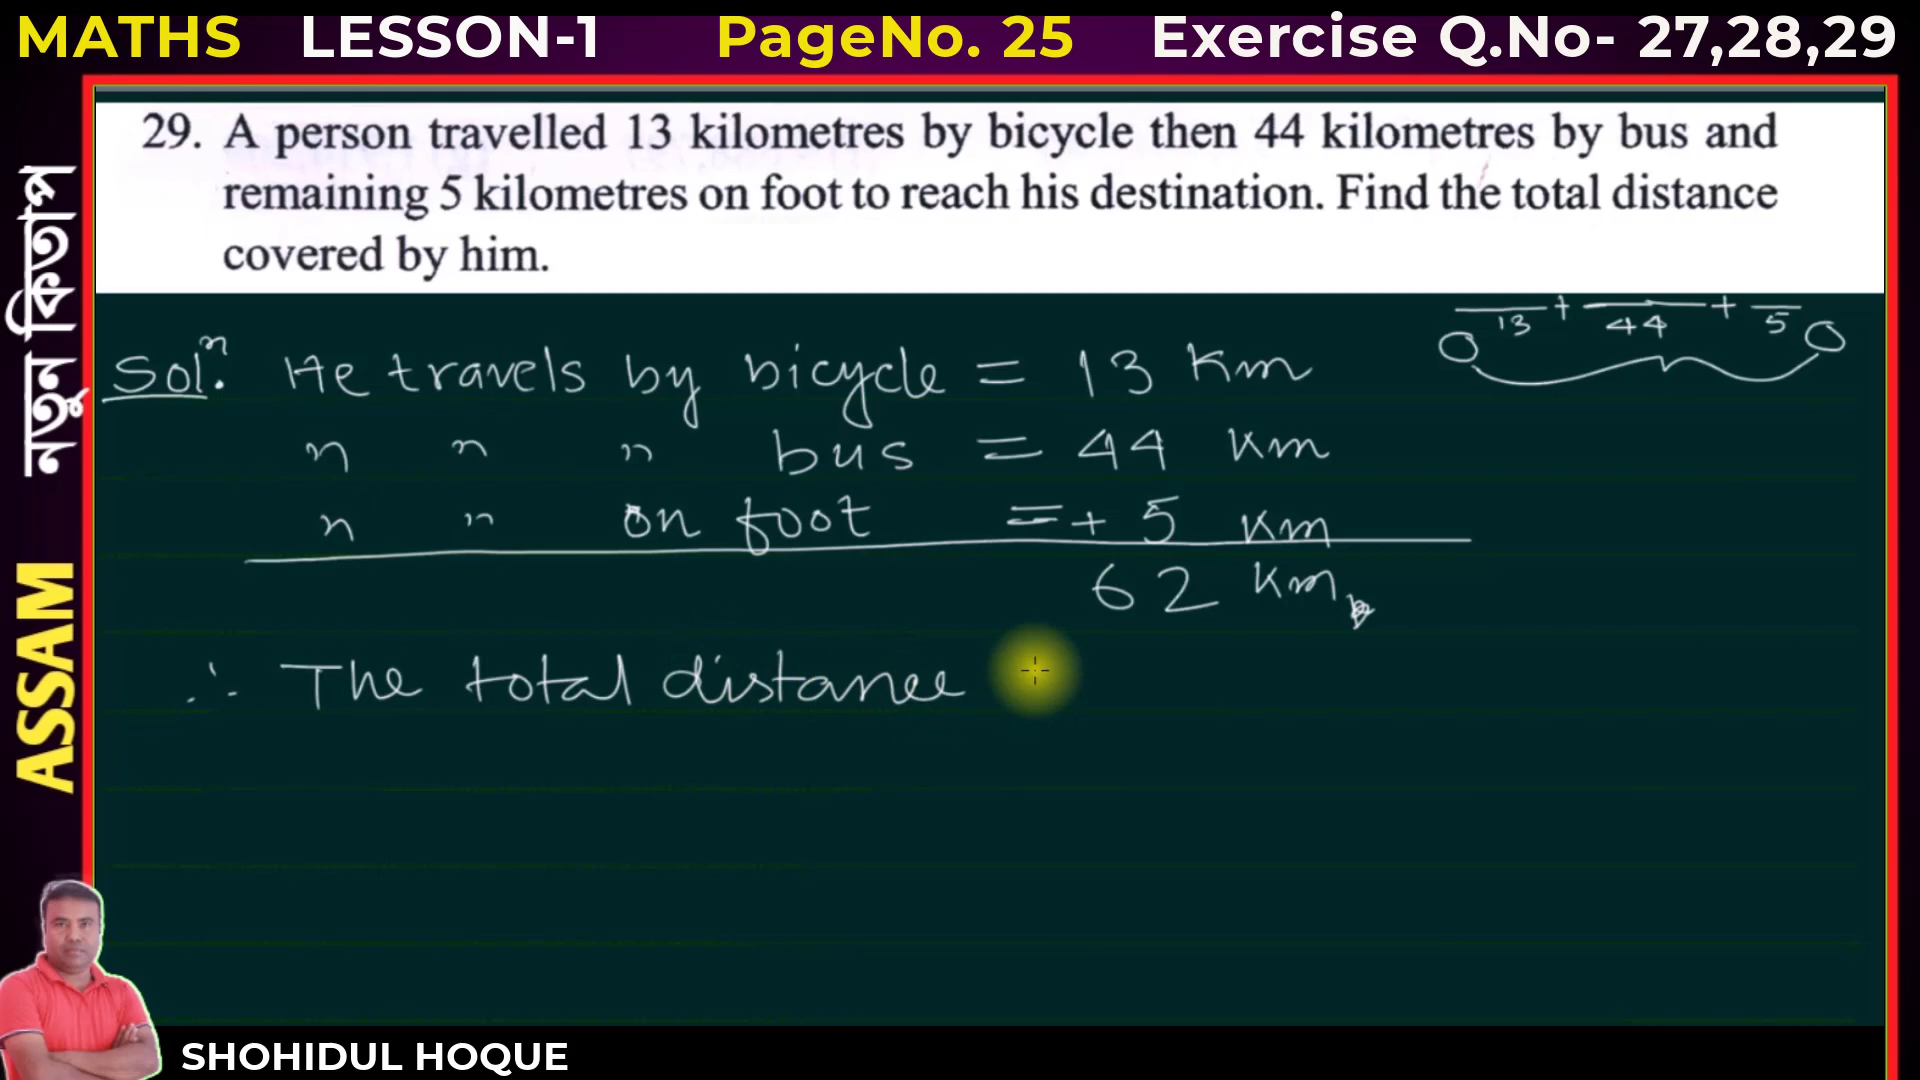 MATHS LESSON-1 PageNo. 25 Exercise Q.No- 27,28,29
29. A person travelled 13 kilometres by bicycle then 44 kilometres by bus and
remaining 5 kilometres on foot to reach his destination. Find the total distance
covered by him.
13 + 44 + 5
Solⁿ. He travels by bicycle = 13 Km
" " " bus = 44 Km
" " on foot = + 5 Km
62 Km
∴ The total distance
ASSAM নতুন কিতাপ
SHOHIDUL HOQUE